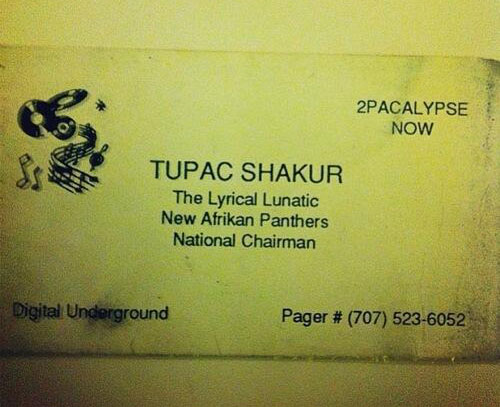 2PACALYPSE
NOW
TUPAC SHAKUR
The Lyrical Lunatic
New Afrikan Panthers
National Chairman
Digital Underground
Pager # (707) 523-6052